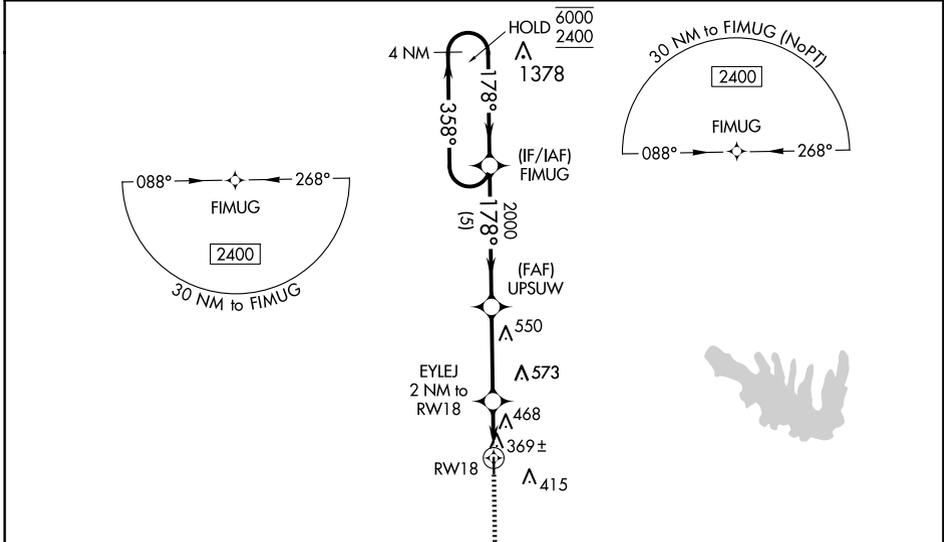 HOLD 6000
2400
4 NM
1378
178°
358°
(IF/IAF)
FIMUG
2000
178°
(5)
(FAF)
UPSUW
550
573
EYLEJ
2 NM to
RW18
468
369±
RW18
415
088°
268°
FIMUG
2400
30 NM to FIMUG
30 NM to FIMUG (NoPT)
2400
FIMUG
088°
268°